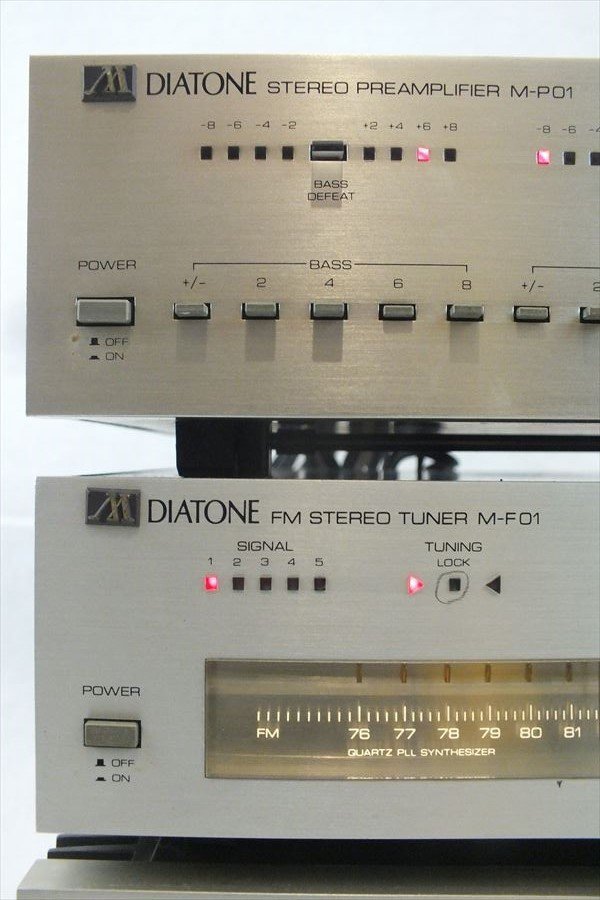 M DIATONE STEREO PREAMPLIFIER M-P01
-8 -6 -4 -2 +2 +4 +6 +8 -8 -6 -4
BASS
DEFEAT
POWER
BASS
+/- 2 4 6 8 +/- 2
OFF
ON
M DIATONE FM STEREO TUNER M-F01
SIGNAL TUNING
1 2 3 4 5 LOCK
POWER
FM 76 77 78 79 80 81
QUARTZ PLL SYNTHESIZER
OFF
ON